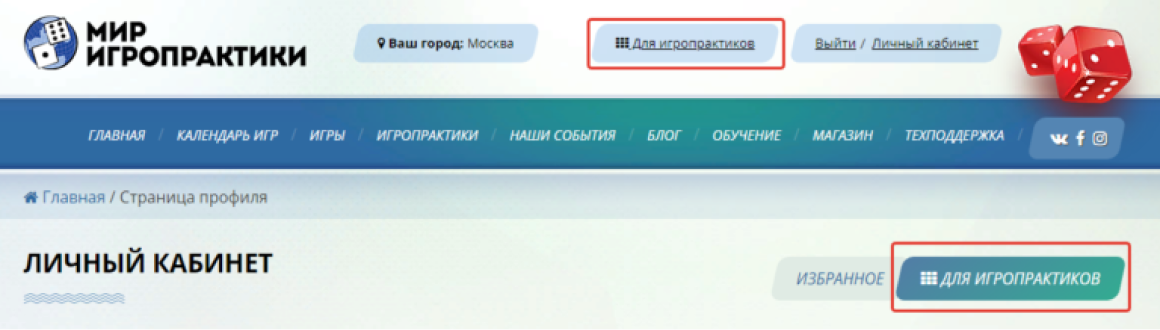 МИР
ИГРОПРАКТИКИ
Ваш город: Москва
Для игропрактиков
Выйти / Личный кабинет
ГЛАВНАЯ / КАЛЕНДАРЬ ИГР / ИГРЫ / ИГРОПРАКТИКИ / НАШИ СОБЫТИЯ / БЛОГ / ОБУЧЕНИЕ / МАГАЗИН / ТЕХПОДДЕРЖКА /
Главная / Страница профиля
ЛИЧНЫЙ КАБИНЕТ
ИЗБРАННОЕ
ДЛЯ ИГРОПРАКТИКОВ